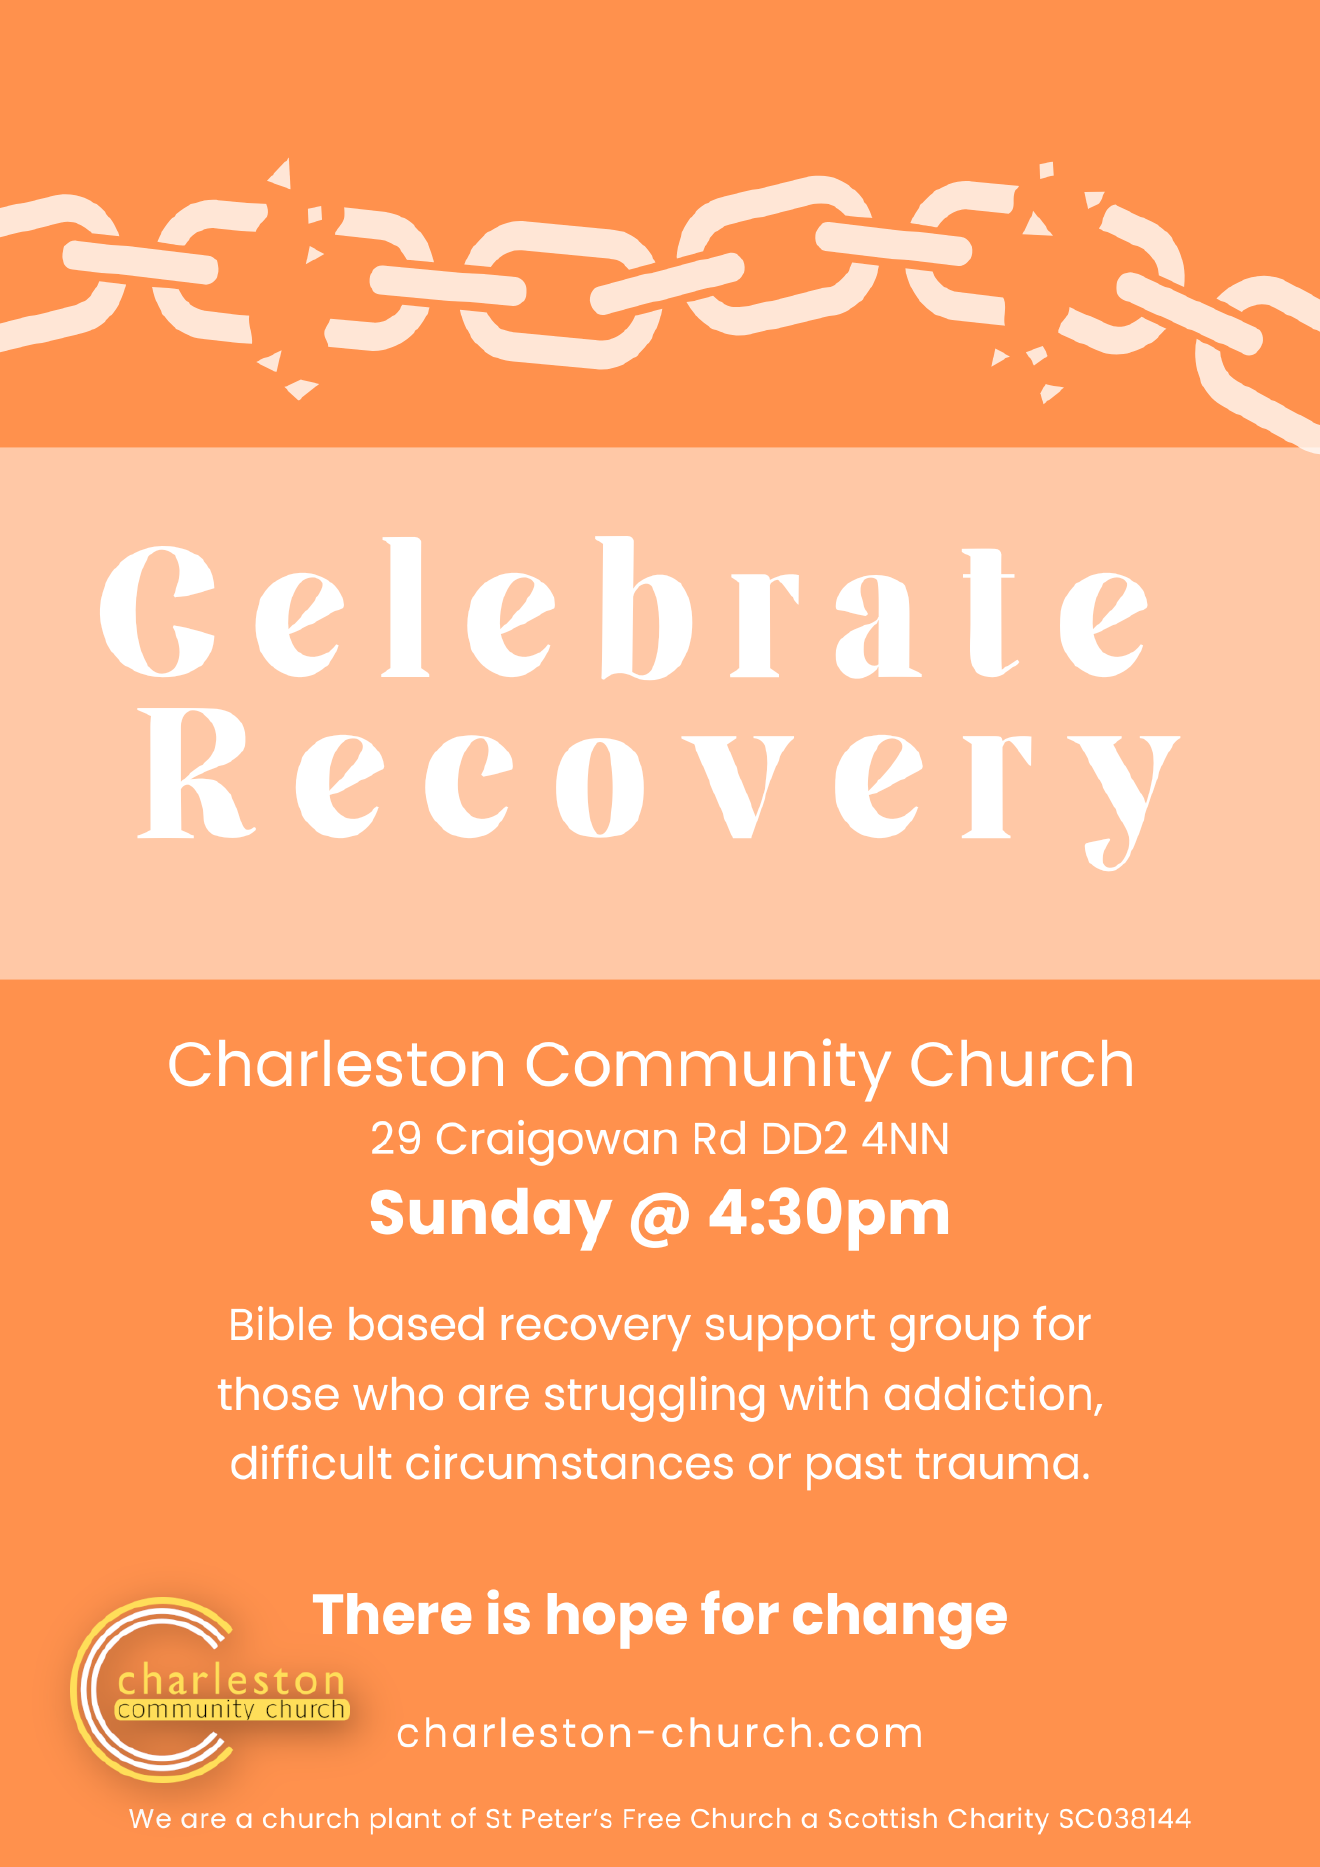 Celebrate
Recovery
Charleston Community Church
29 Craigowan Rd DD2 4NN
Sunday @ 4:30pm
Bible based recovery support group for
those who are struggling with addiction,
difficult circumstances or past trauma.
There is hope for change
charleston
community church
charleston-church.com
We are a church plant of St Peter's Free Church a Scottish Charity SC038144